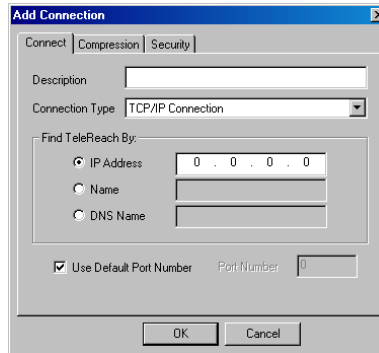 Add Connection
Connect Compression Security
Description
Connection Type TCP/IP Connection
Find TeleReach By:
IP Address 0 . 0 . 0 . 0
Name
DNS Name
Use Default Port Number Port Number 0
OK Cancel